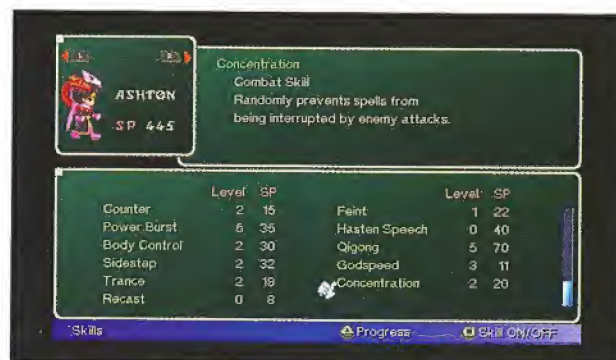 Concentration
Combat Skill
Randomly prevents spells from
being interrupted by enemy attacks.
ASHTON
SP 445
Level SP Level SP
Counter 2 15 Feint 1 22
Power Burst 5 35 Hasten Speech 0 40
Body Control 2 30 Qigong 5 70
Sidestep 2 32 Godspeed 3 11
Trance 2 18 Concentration 2 20
Recast 0 8
Skills Progress Skill ON/OFF